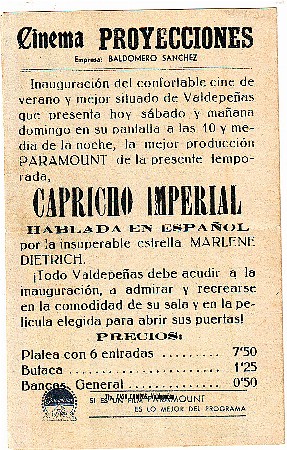 Cinema PROYECCIONES
Empresa: BALDOMERO SANCHEZ
Inauguración del confortable cine de
verano y mejor situado de Valdepeñas
que presenta hoy sábado y mañana
domingo en su pantalla a las 10 y me-
dia de la noche, la mejor producción
PARAMOUNT de la presente tempo-
rada,
CAPRICHO IMPERIAL
HABLADA EN ESPAÑOL
por la insuperable estrella MARLENE
DIETRICH.
¡Todo Valdepeñas debe acudir a la
inauguración, a admirar y recrearse
en la comodidad de su sala y en la pe-
lícula elegida para abrir sus puertas!
PRECIOS:
Platea con 6 entradas ......... 7'50
Butaca ......... 1'25
Bancos, General ......... 0'50
SI ES UN FILM PARAMOUNT
ES LO MEJOR DEL PROGRAMA